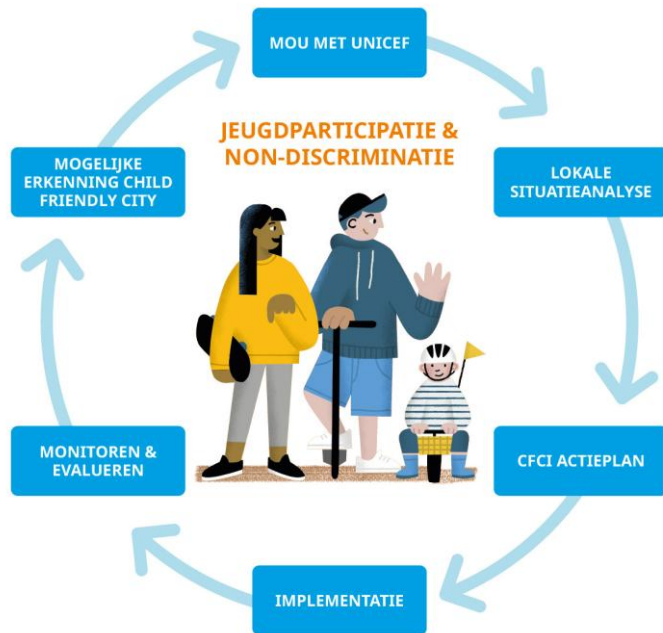 MOU MET UNICEF
JEUGDPARTICIPATIE &
NON-DISCRIMINATIE
LOKALE
SITUATIEANALYSE
CFCI ACTIEPLAN
IMPLEMENTATIE
MONITOREN &
EVALUEREN
MOGELIJKE
ERKENNING CHILD
FRIENDLY CITY